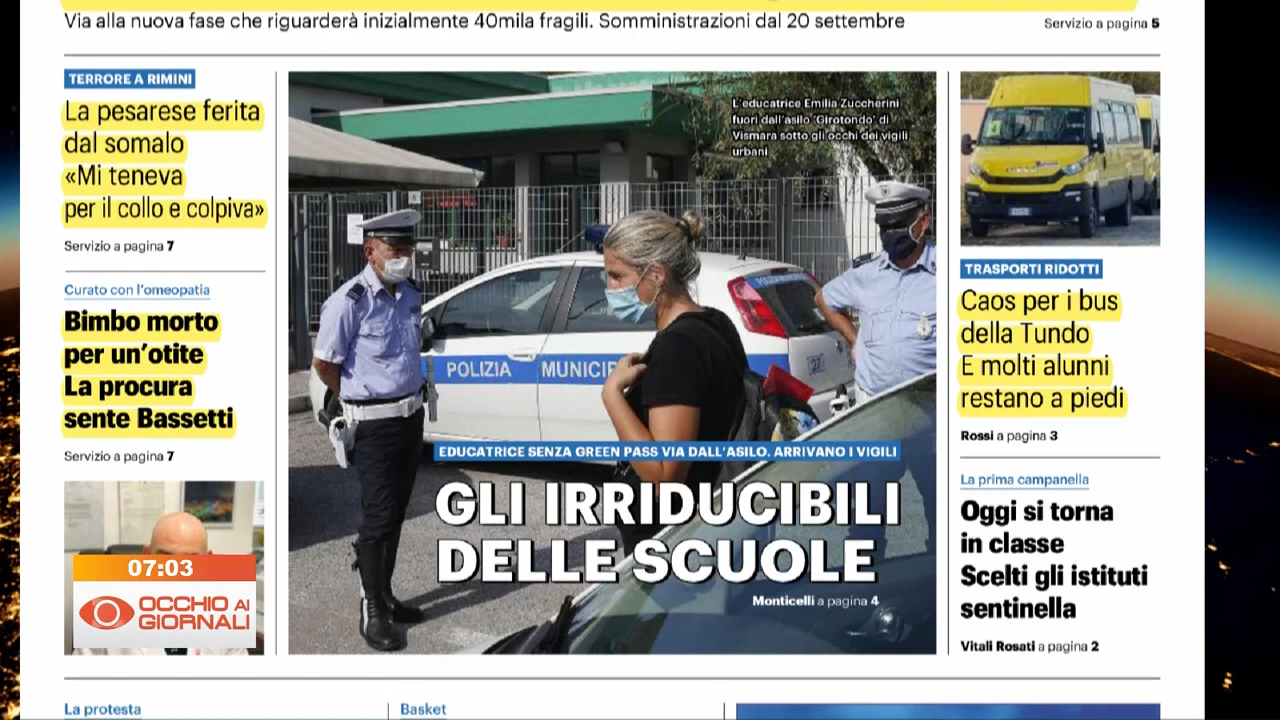 Via alla nuova fase che riguarderà inizialmente 40mila fragili. Somministrazioni dal 20 settembre
Servizio a pagina 5
TERRORE A RIMINI
La pesarese ferita
dal somalo
«Mi teneva
per il collo e colpiva»
Servizio a pagina 7
Curato con l'omeopatia
Bimbo morto
per un'otite
La procura
sente Bassetti
Servizio a pagina 7
07:03
OCCHIO AI
GIORNALI
L'educatrice Emilia Zuccherini
fuori dall'asilo 'Girotondo' di
Vismara sotto gli occhi dei vigili
urbani
POLIZIA MUNICIP
POLIZIA
27
EDUCATRICE SENZA GREEN PASS VIA DALL'ASILO. ARRIVANO I VIGILI
GLI IRRIDUCIBILI
DELLE SCUOLE
Monticelli a pagina 4
IVECO
TRASPORTI RIDOTTI
Caos per i bus
della Tundo
E molti alunni
restano a piedi
Rossi a pagina 3
La prima campanella
Oggi si torna
in classe
Scelti gli istituti
sentinella
Vitali Rosati a pagina 2
La protesta
Basket